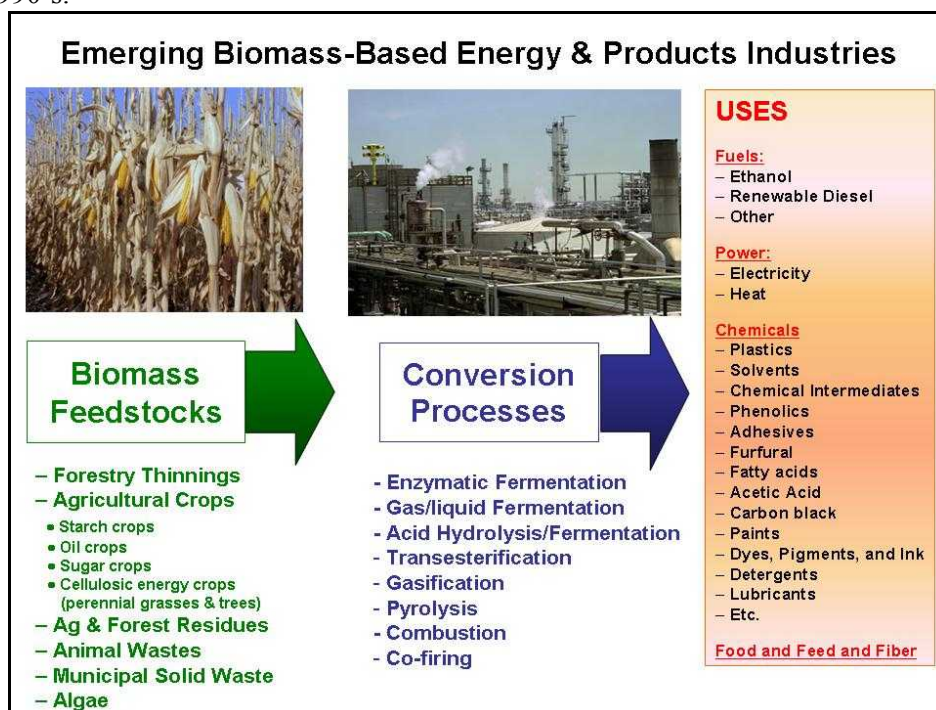 Emerging Biomass-Based Energy & Products Industries
Biomass
Feedstocks
– Forestry Thinnings
– Agricultural Crops
• Starch crops
• Oil crops
• Sugar crops
• Cellulosic energy crops
(perennial grasses & trees)
– Ag & Forest Residues
– Animal Wastes
– Municipal Solid Waste
– Algae
Conversion
Processes
- Enzymatic Fermentation
- Gas/liquid Fermentation
- Acid Hydrolysis/Fermentation
- Transesterification
- Gasification
- Pyrolysis
- Combustion
- Co-firing
USES
Fuels:
– Ethanol
– Renewable Diesel
– Other
Power:
– Electricity
– Heat
Chemicals
– Plastics
– Solvents
– Chemical Intermediates
– Phenolics
– Adhesives
– Furfural
– Fatty acids
– Acetic Acid
– Carbon black
– Paints
– Dyes, Pigments, and Ink
– Detergents
– Lubricants
– Etc.
Food and Feed and Fiber